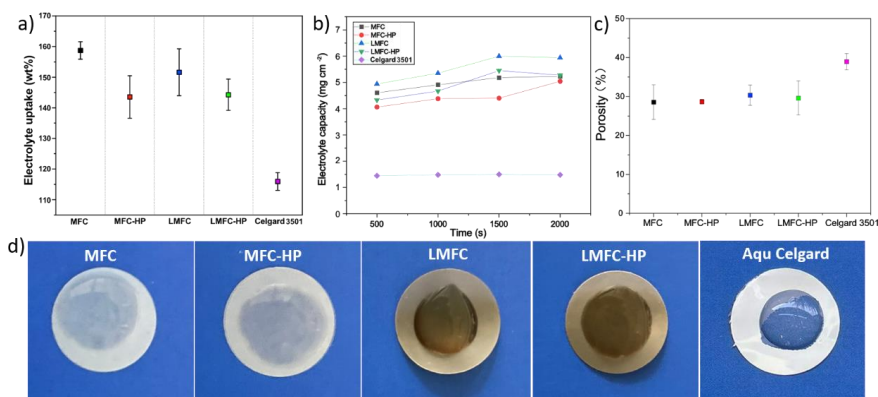 a)
Electrolyte uptake (wt%)
160
150
140
130
120
110
MFC
MFC-HP
LMFC
LMFC-HP
Celgard 3501
b)
Electrolyte capacity (mg cm⁻²)
8
7
6
5
4
3
2
1
0
MFC
MFC-HP
LMFC
LMFC-HP
Celgard 3501
500
1000
1500
2000
Time (s)
c)
Porosity (%)
50
40
30
20
10
0
MFC
MFC-HP
LMFC
LMFC-HP
Celgard 3501
d)
MFC
MFC-HP
LMFC
LMFC-HP
Aqu Celgard